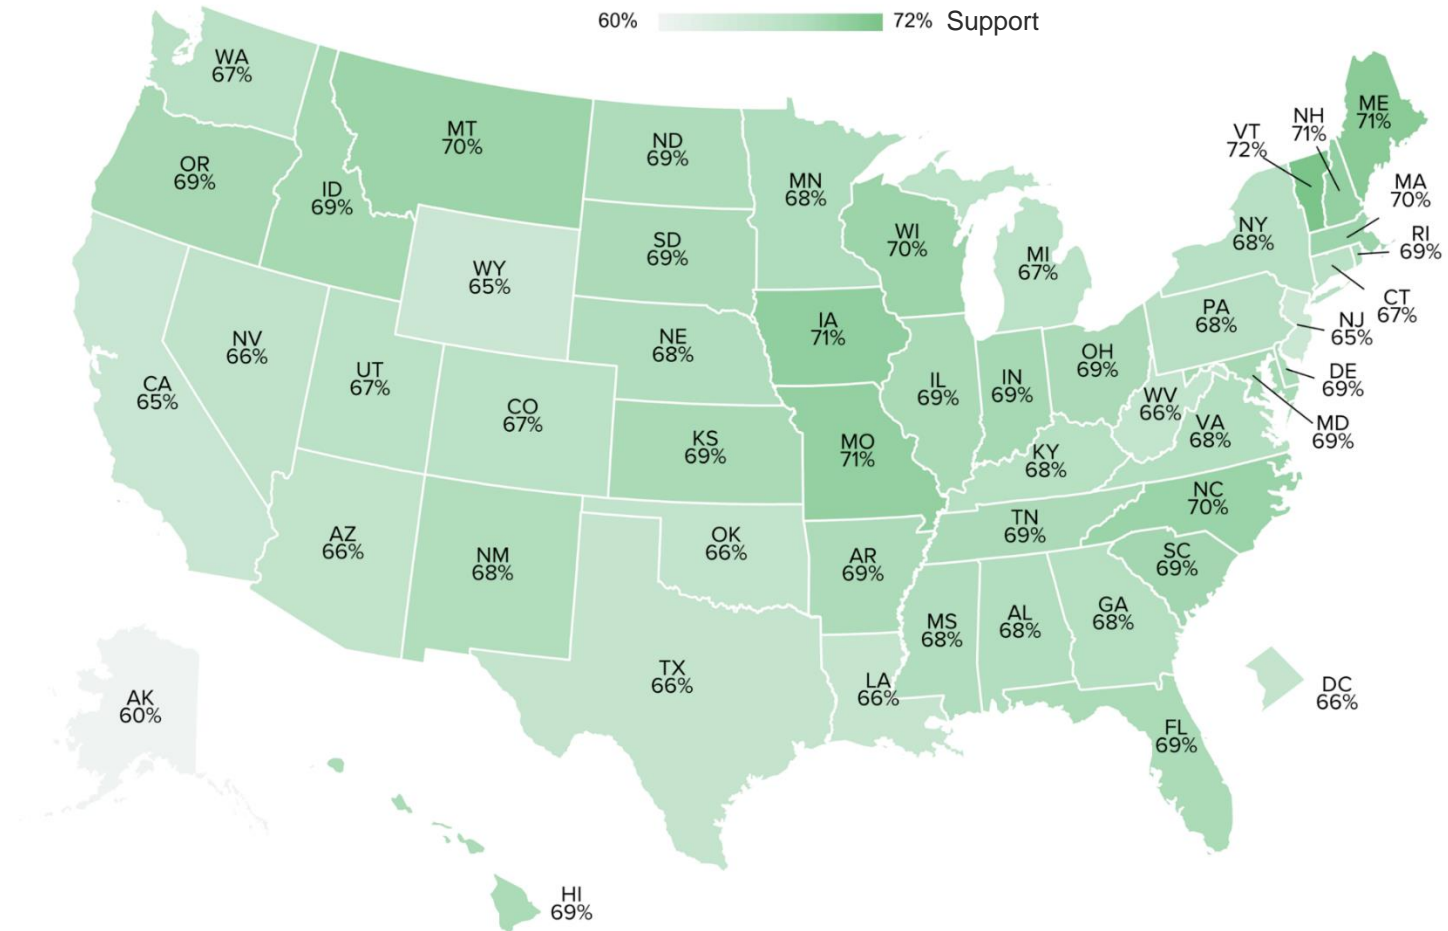 60% 72% Support
WA
67%
MT
70%
ND
69%
OR
69%
ID
69%
MN
68%
WI
70%
SD
69%
WY
65%
MI
67%
NY
68%
VT
72%
NH
71%
ME
71%
MA
70%
RI
69%
CT
67%
NJ
65%
DE
69%
MD
69%
PA
68%
NV
66%
UT
67%
CA
65%
CO
67%
NE
68%
IA
71%
IL
69%
IN
69%
OH
69%
WV
66%
VA
68%
KS
69%
MO
71%
KY
68%
NC
70%
TN
69%
SC
69%
AZ
66%
NM
68%
OK
66%
AR
69%
MS
68%
AL
68%
GA
68%
TX
66%
LA
66%
DC
66%
AK
60%
FL
69%
HI
69%